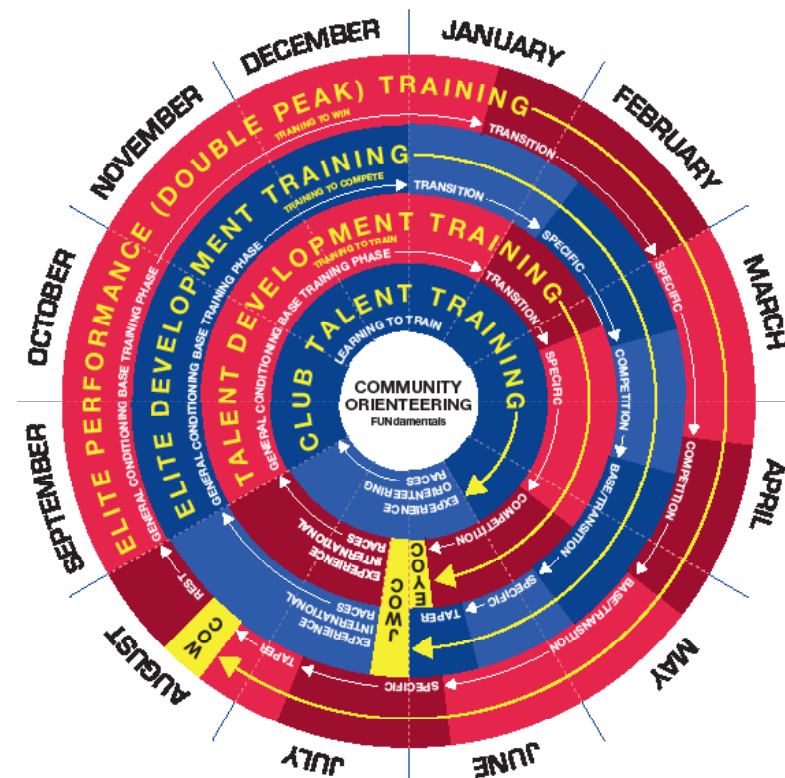 DECEMBER
JANUARY
FEBRUARY
MARCH
APRIL
MAY
JUNE
JULY
AUGUST
SEPTEMBER
OCTOBER
NOVEMBER
ELITE PERFORMANCE (DOUBLE PEAK) TRAINING
TRAINING TO WIN
GENERAL CONDITIONING BASE TRAINING PHASE
TRANSITION
SPECIFIC
COMPETITION
BASE/TRANSITION
SPECIFIC
TAPER
WOC
REST
ELITE DEVELOPMENT TRAINING
TRAINING TO COMPETE
GENERAL CONDITIONING BASE TRAINING PHASE
TRANSITION
SPECIFIC
COMPETITION
BASE/TRANSITION
SPECIFIC
TAPER
JWOC
EXPERIENCE
INTERNATIONAL
RACES
TALENT DEVELOPMENT TRAINING
TRAINING TO TRAIN
GENERAL CONDITIONING BASE TRAINING PHASE
TRANSITION
SPECIFIC
COMPETITION
EYOC
EXPERIENCE
INTERNATIONAL
RACES
CLUB TALENT TRAINING
LEARNING TO TRAIN
EXPERIENCE
ORIENTEERING
RACES
COMMUNITY
ORIENTEERING
FUNdamentals